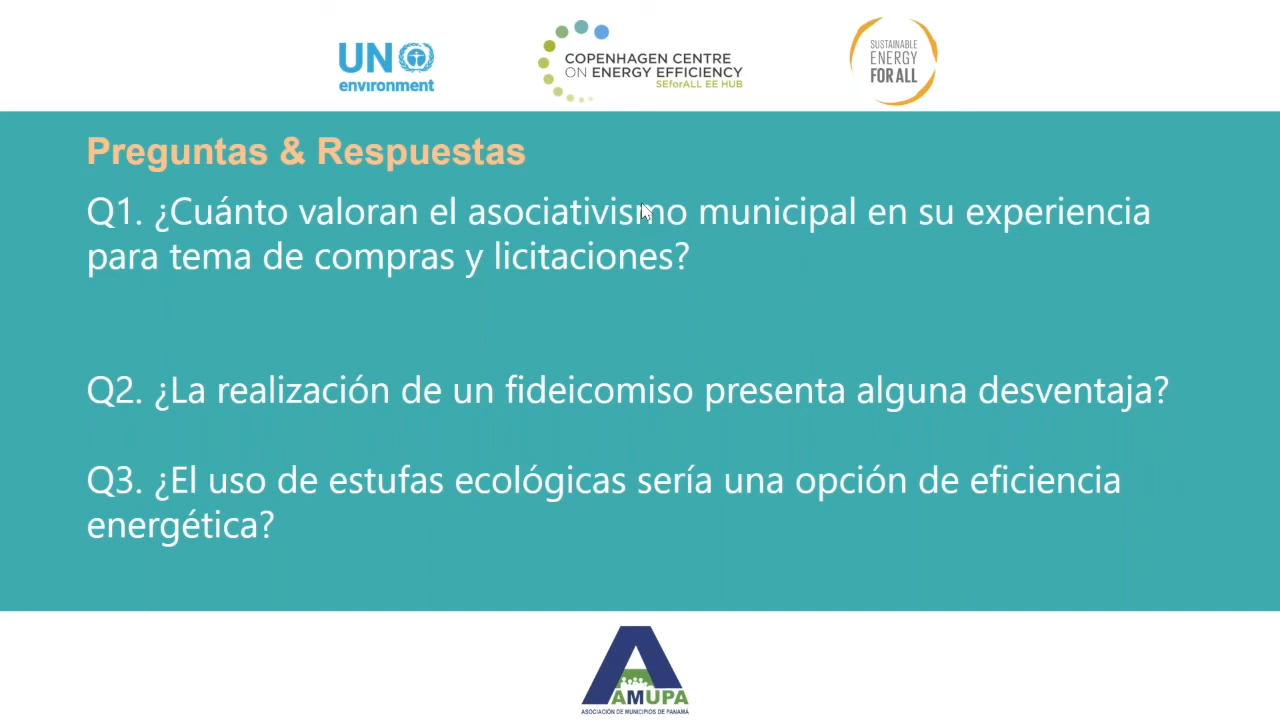 UN
environment
COPENHAGEN CENTRE
ON ENERGY EFFICIENCY
SEforALL EE HUB
SUSTAINABLE
ENERGY
FOR ALL
Preguntas & Respuestas
Q1. ¿Cuánto valoran el asociativismo municipal en su experiencia
para tema de compras y licitaciones?
Q2. ¿La realización de un fideicomiso presenta alguna desventaja?
Q3. ¿El uso de estufas ecológicas sería una opción de eficiencia
energética?
AMUPA
ASOCIACIÓN DE MUNICIPIOS DE PANAMÁ